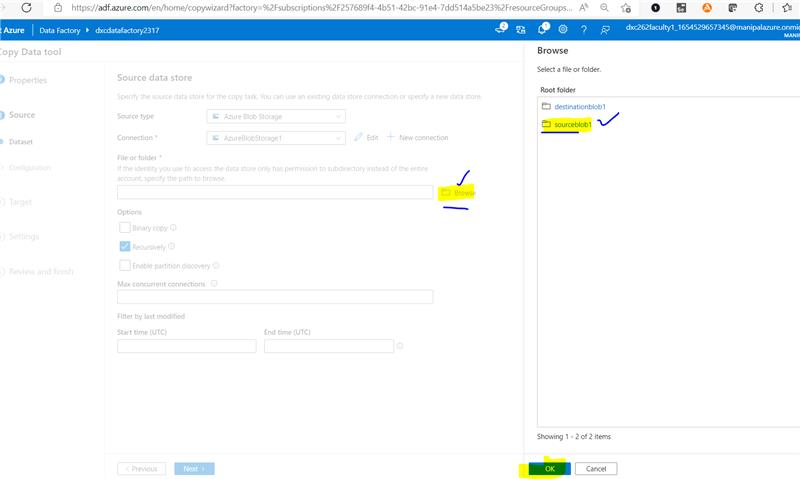 https://adf.azure.com/en/home/copywizard?factory=%2Fsubscriptions%2F257689f4-4b51-42bc-91e4-7dd514a5be23%2FresourceGroups...
t Azure
Data Factory
dxcdatafactory2317
2
1
dxc262faculty1_1654529657345@manipalazure.onmi
MANIP
Copy Data tool
Properties
Source
Dataset
Configuration
Target
Settings
Review and finish
Source data store
Specify the source data store for the copy task. You can use an existing data store connection or specify a new data store.
Source type
Azure Blob Storage
Connection *
AzureBlobStorage1
Edit
New connection
File or folder *
If the identity you use to access the data store only has permission to subdirectory instead of the entire
account, specify the path to browse.
Browse
Options
Binary copy
Recursively
Enable partition discovery
Max concurrent connections
Filter by last modified
Start time (UTC)
End time (UTC)
< Previous
Next >
Browse
Select a file or folder.
Root folder
destinationblob1
sourceblob1
Showing 1 - 2 of 2 items
OK
Cancel